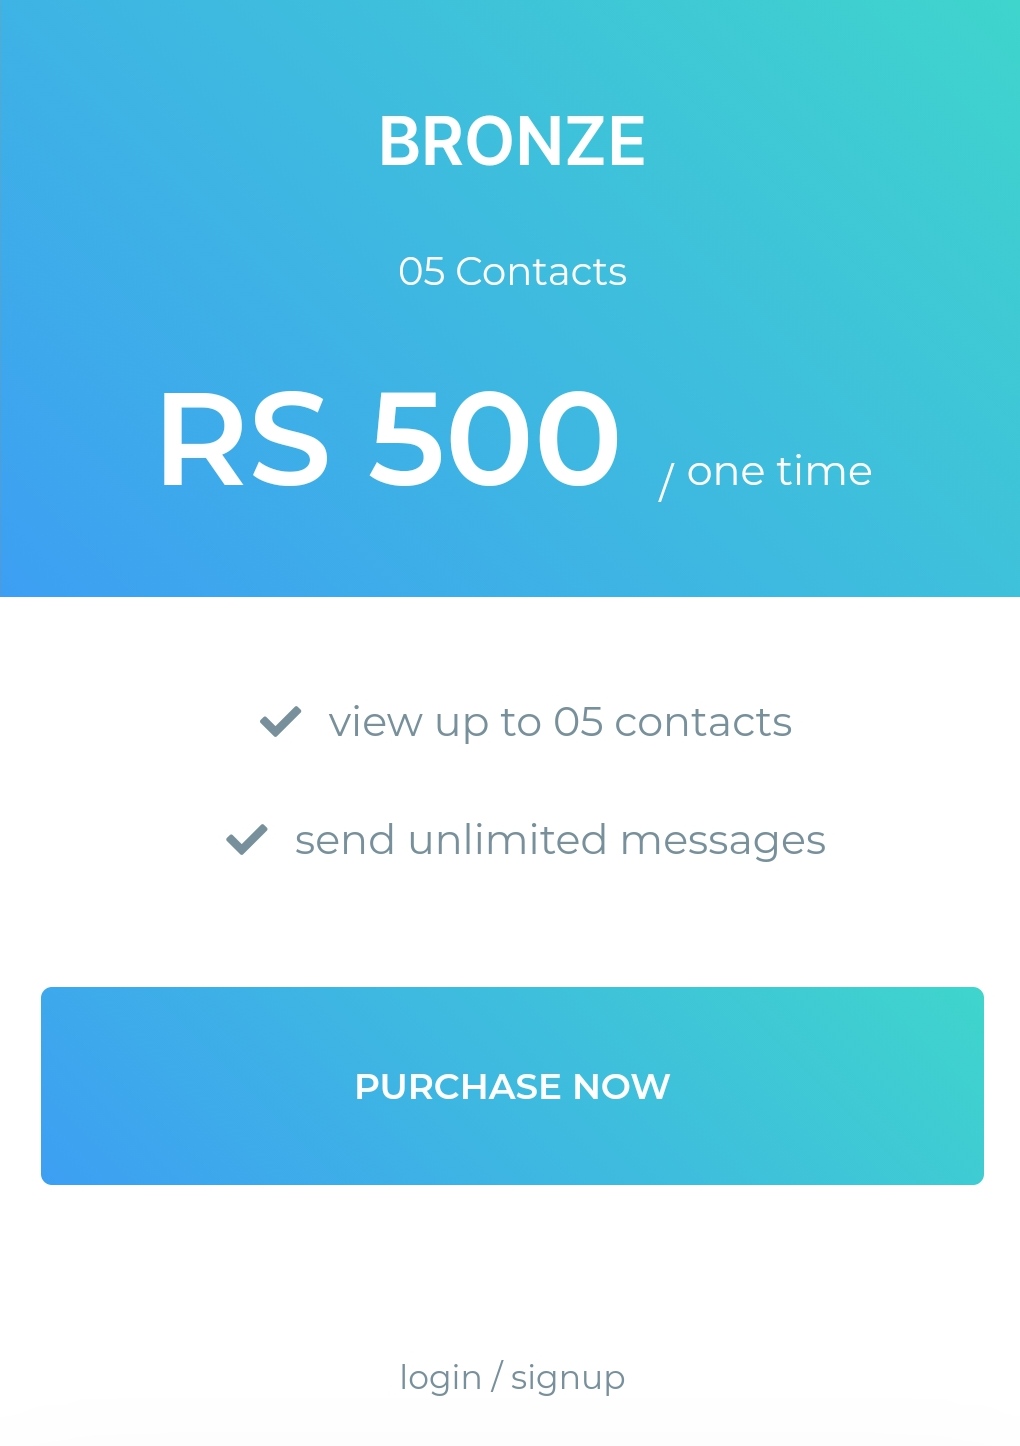 BRONZE
05 Contacts
RS 500 / one time
view up to 05 contacts
send unlimited messages
PURCHASE NOW
login / signup